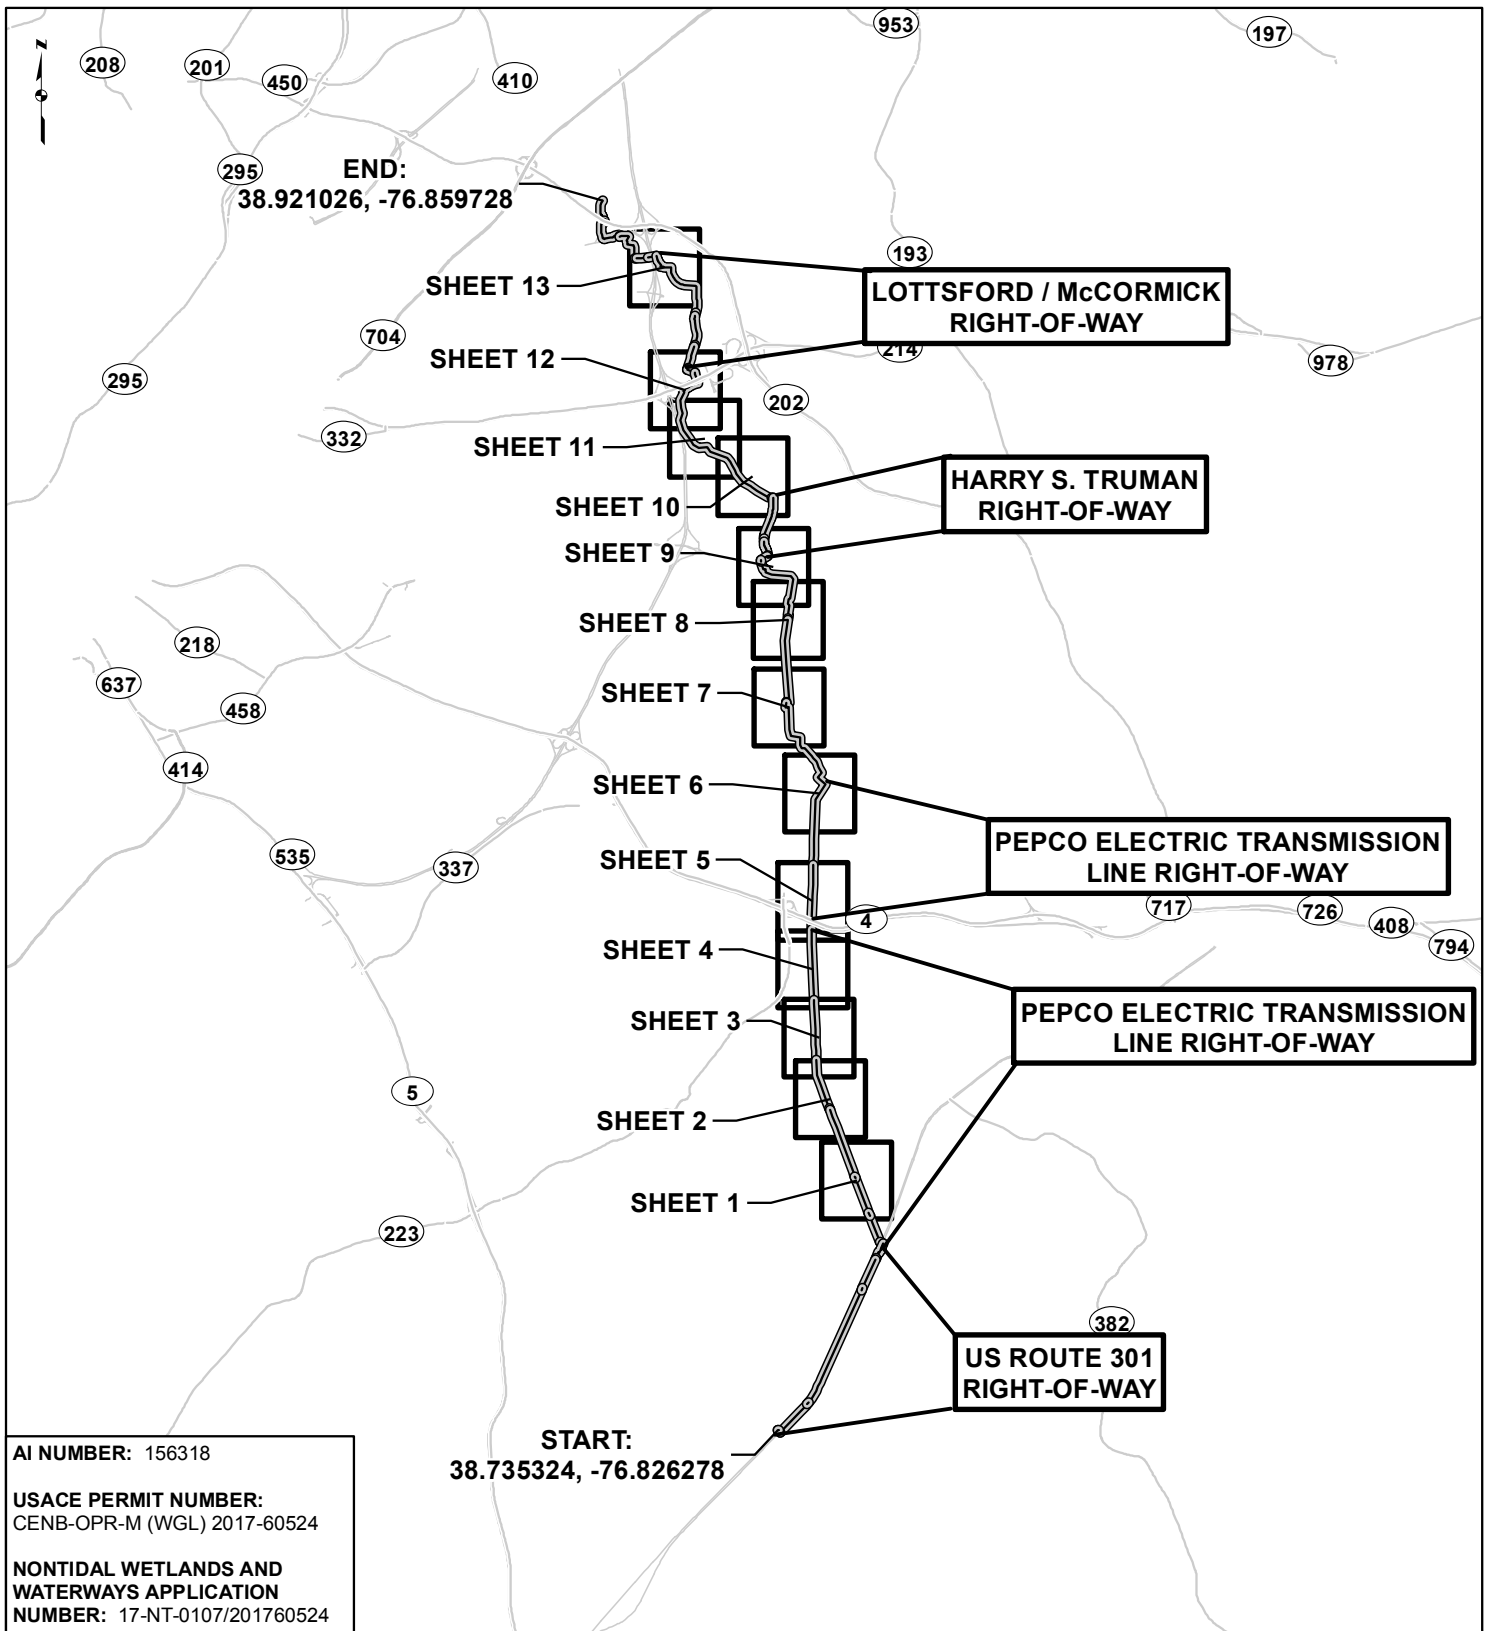 953
197
N
208
201
450
410
295
END:
38.921026, -76.859728
193
SHEET 13
LOTTSFORD / McCORMICK
RIGHT-OF-WAY
704
214
978
SHEET 12
295
202
332
SHEET 11
HARRY S. TRUMAN
RIGHT-OF-WAY
SHEET 10
SHEET 9
SHEET 8
218
637
SHEET 7
458
414
SHEET 6
PEPCO ELECTRIC TRANSMISSION
LINE RIGHT-OF-WAY
535
337
SHEET 5
717
726
4
408
794
SHEET 4
PEPCO ELECTRIC TRANSMISSION
LINE RIGHT-OF-WAY
SHEET 3
5
SHEET 2
SHEET 1
223
382
US ROUTE 301
RIGHT-OF-WAY
START:
38.735324, -76.826278
AI NUMBER: 156318
USACE PERMIT NUMBER:
CENB-OPR-M (WGL) 2017-60524
NONTIDAL WETLANDS AND
WATERWAYS APPLICATION
NUMBER: 17-NT-0107/201760524